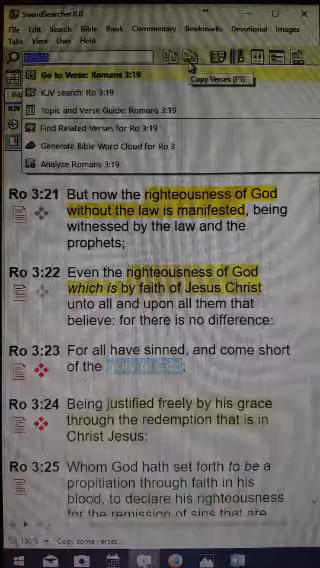 SwordSearcher 8.0
File Edit Search Bible Book Commentary Bookmarks Devotional Images
Tabs View User Help
Copy Verses (F5)
Go to Verse: Romans 3:19
KJV search: Ro 3:19
Topic and Verse Guide: Romans 3:19
Find Related Verses for Ro 3:19
Generate Bible Word Cloud for Ro 3
Analyze Romans 3:19
Bib
KJV
Ro 3:21 But now the righteousness of God
without the law is manifested, being
witnessed by the law and the
prophets;
Ro 3:22 Even the righteousness of God
which is by faith of Jesus Christ
unto all and upon all them that
believe: for there is no difference:
Ro 3:23 For all have sinned, and come short
of the
Ro 3:24 Being justified freely by his grace
through the redemption that is in
Christ Jesus:
Ro 3:25 Whom God hath set forth to be a
propitiation through faith in his
blood, to declare his righteousness
for the remission of sins that are
Copy some verses...